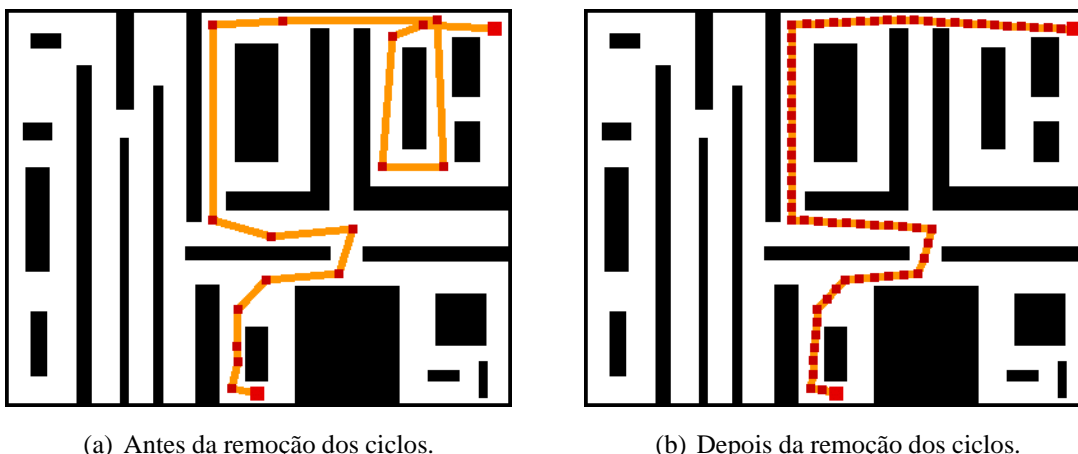 (a) Antes da remoção dos ciclos.
(b) Depois da remoção dos ciclos.